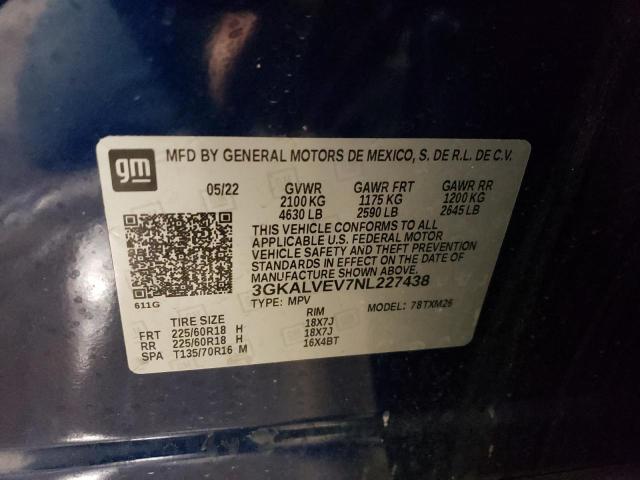 gm
MFD BY GENERAL MOTORS DE MEXICO, S. DE R.L. DE C.V.
05/22 GVWR GAWR FRT GAWR RR
2100 KG 1175 KG 1200 KG
4630 LB 2590 LB 2645 LB
THIS VEHICLE CONFORMS TO ALL
APPLICABLE U.S. FEDERAL MOTOR
VEHICLE SAFETY AND THEFT PREVENTION
STANDARDS IN EFFECT ON THE DATE OF
MANUFACTURE SHOWN ABOVE.
3GKALVEV7NL227438
611G TYPE: MPV 78TXM26
TIRE SIZE RIM
FRT 225/60R18 H 18X7J
RR 225/60R18 H 18X7J
SPA T135/70R16 M 16X4BT